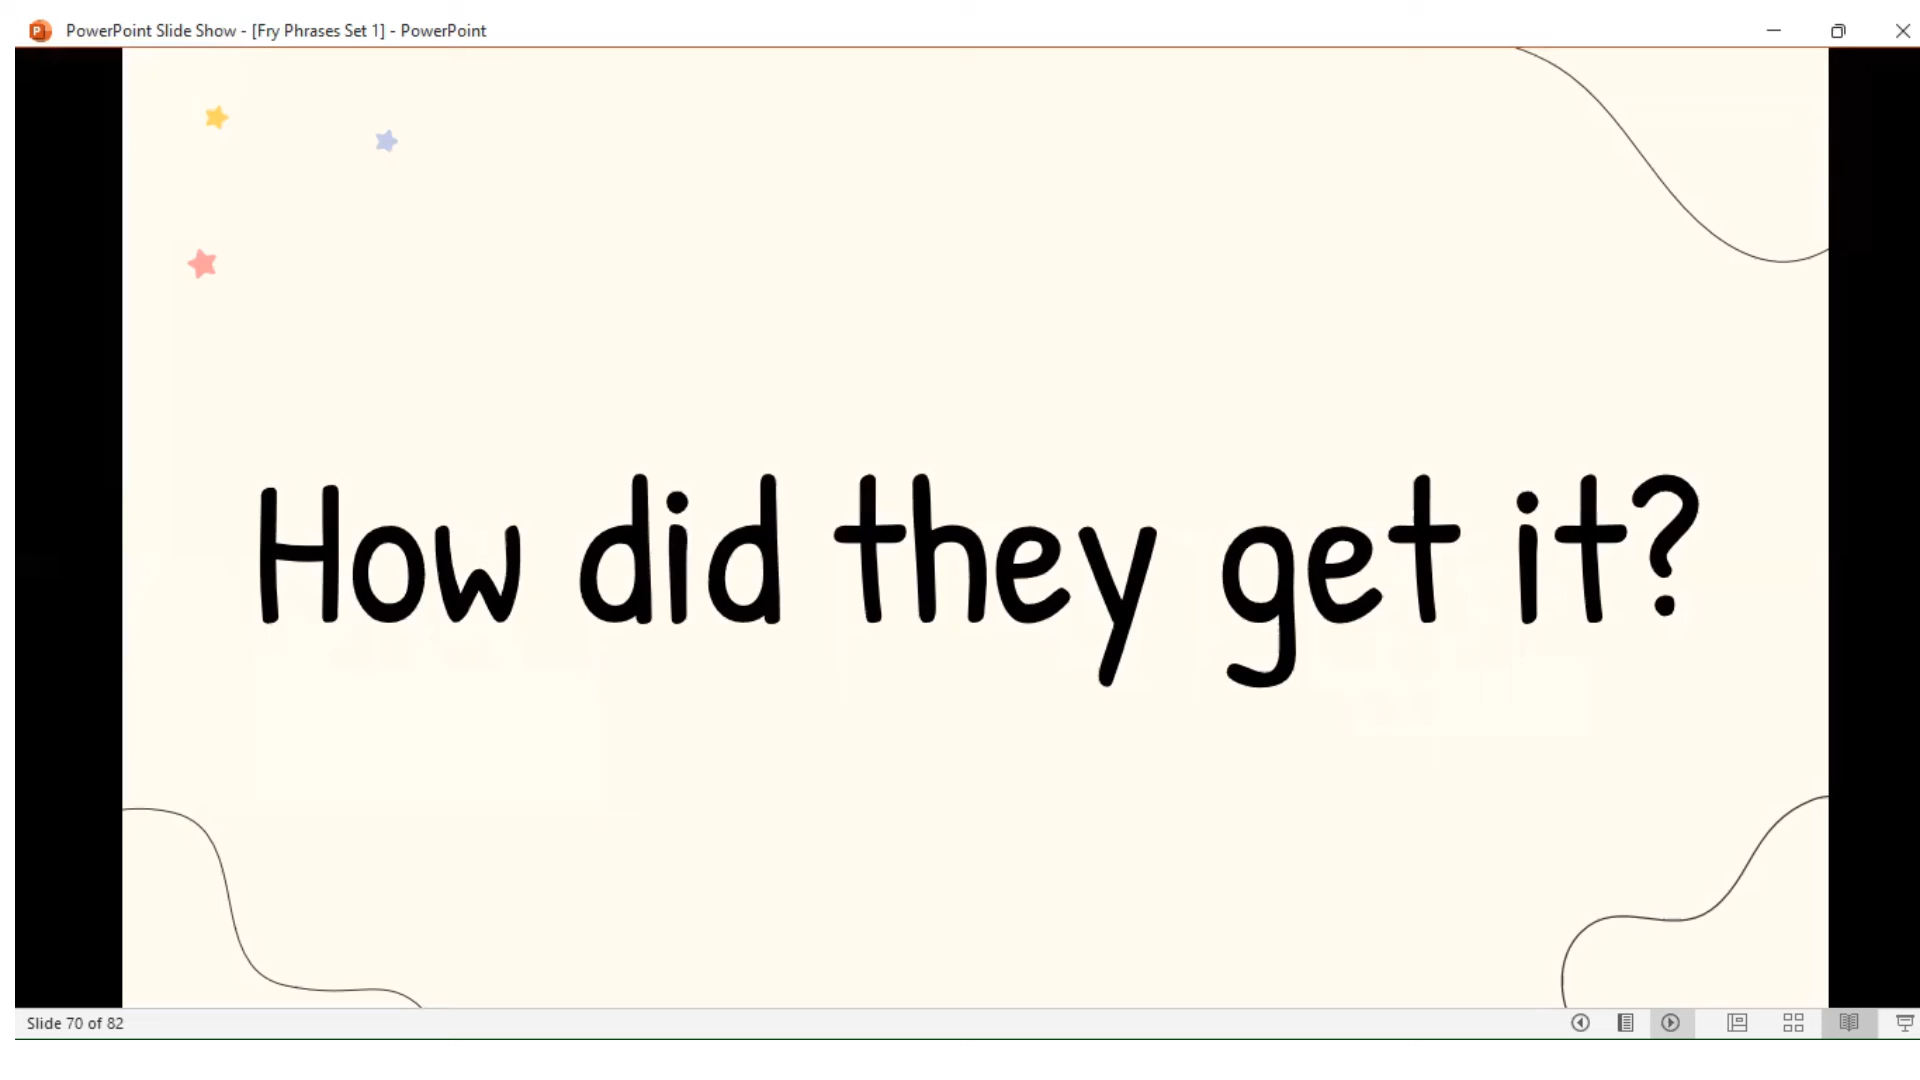 PowerPoint Slide Show - [Fry Phrases Set 1] - PowerPoint
How did they get it?
Slide 70 of 82